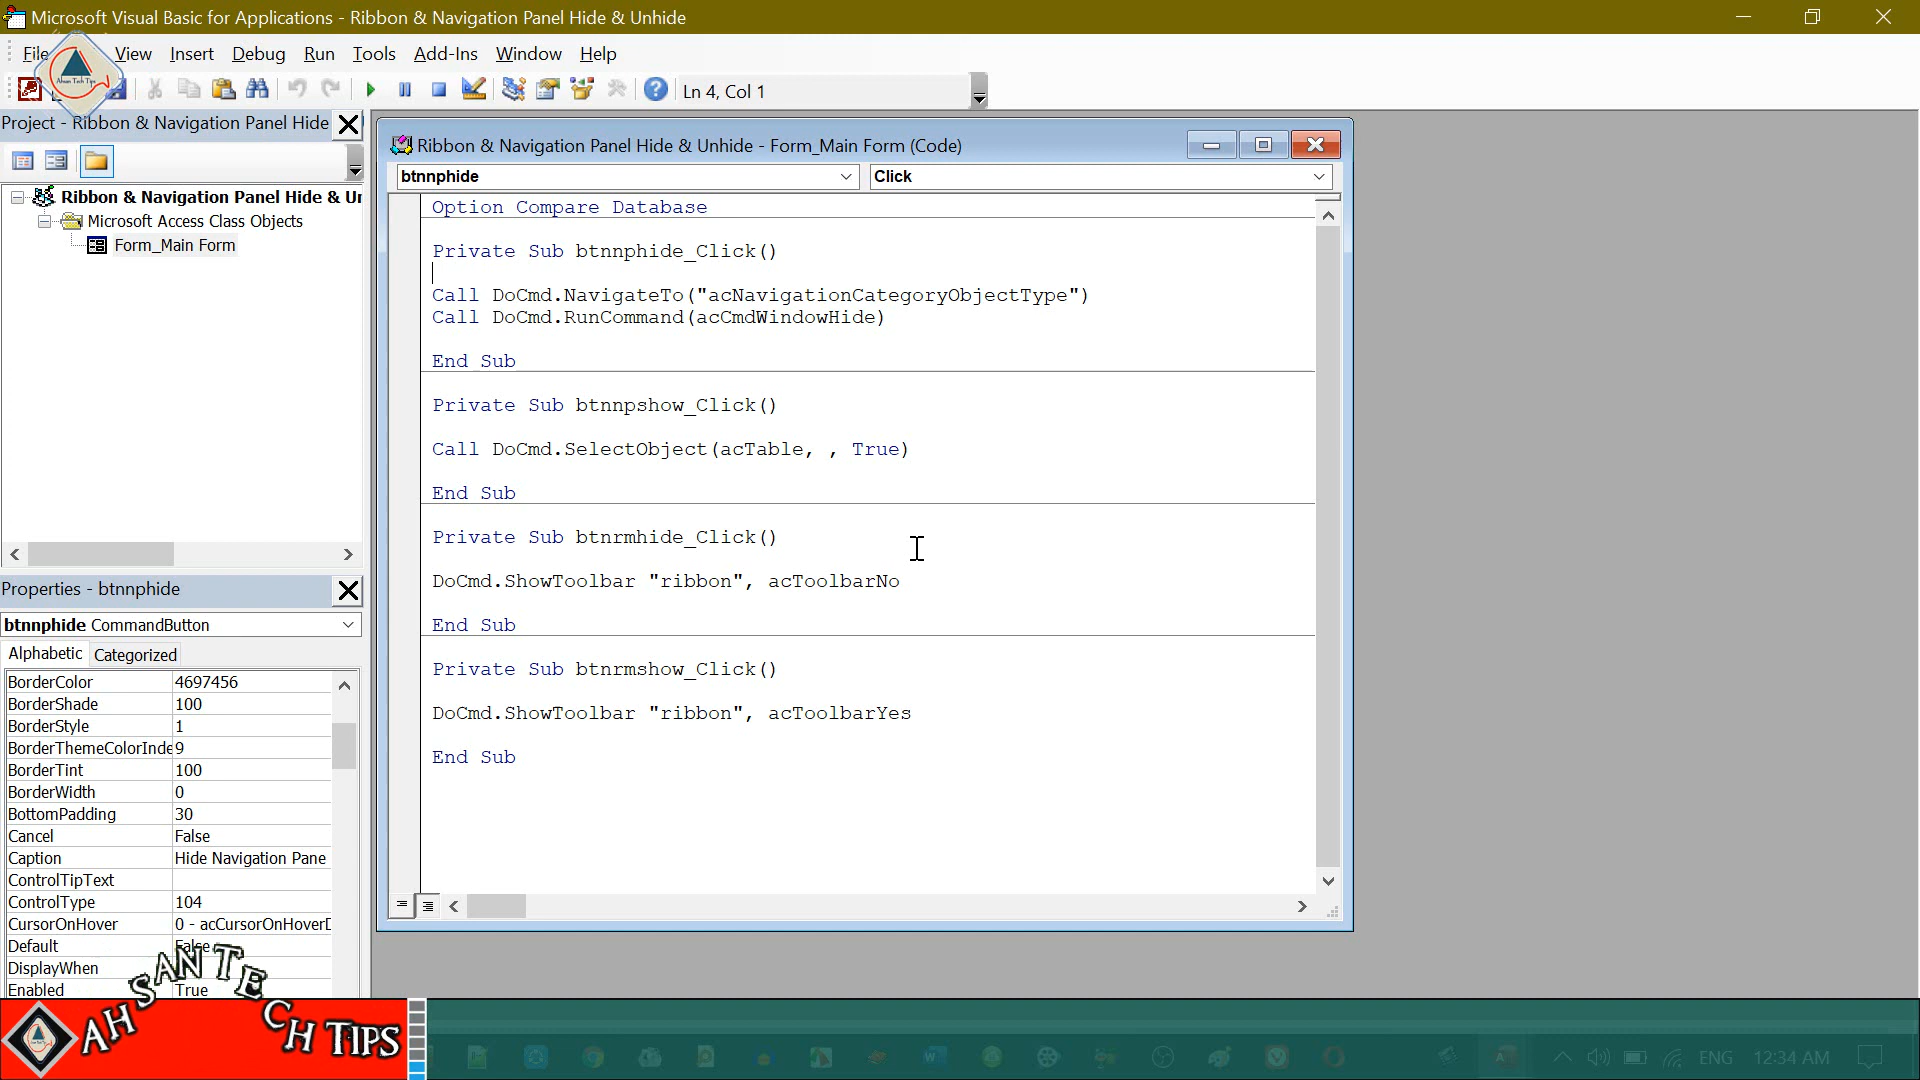 Microsoft Visual Basic for Applications - Ribbon & Navigation Panel Hide & Unhide
File View Insert Debug Run Tools Add-Ins Window Help
Ahsan Tech Tips
Ln 4, Col 1
Project - Ribbon & Navigation Panel Hide
Ribbon & Navigation Panel Hide & Un
Microsoft Access Class Objects
Form_Main Form
Ribbon & Navigation Panel Hide & Unhide - Form_Main Form (Code)
btnnphide Click
Option Compare Database
Private Sub btnnphide_Click()
Call DoCmd.NavigateTo("acNavigationCategoryObjectType")
Call DoCmd.RunCommand(acCmdWindowHide)
End Sub
Private Sub btnnpshow_Click()
Call DoCmd.SelectObject(acTable, , True)
End Sub
Private Sub btnrmhide_Click()
DoCmd.ShowToolbar "ribbon", acToolbarNo
End Sub
Private Sub btnrmshow_Click()
DoCmd.ShowToolbar "ribbon", acToolbarYes
End Sub
Properties - btnnphide
btnnphide CommandButton
Alphabetic Categorized
BorderColor 4697456
BorderShade 100
BorderStyle 1
BorderThemeColorInde 9
BorderTint 100
BorderWidth 0
BottomPadding 30
Cancel False
Caption Hide Navigation Pane
ControlTipText
ControlType 104
CursorOnHover 0 - acCursorOnHoverD
Default False
DisplayWhen
Enabled True
AHSAN TECH TIPS
ENG 12:34 AM